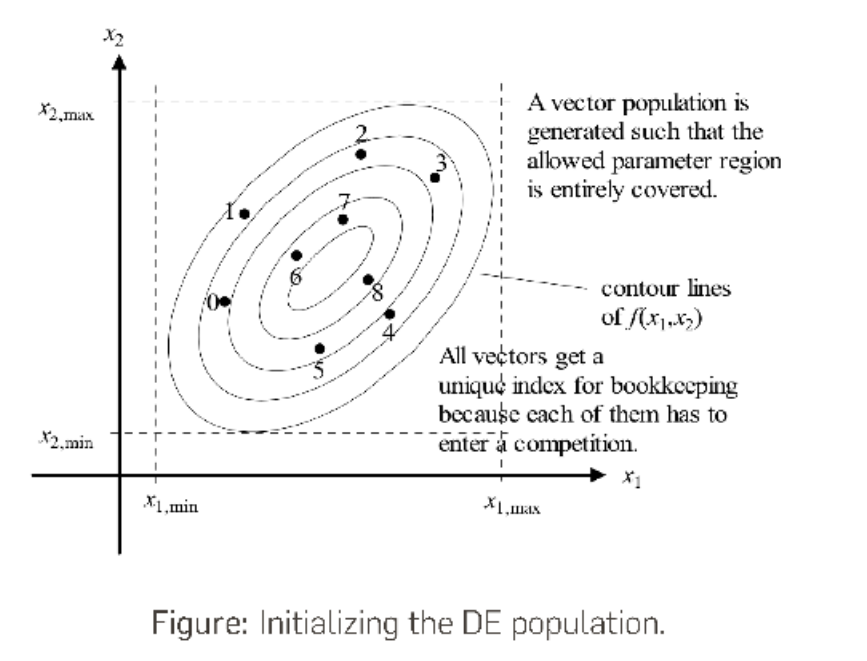 x2
x2,max
A vector population is
generated such that the
allowed parameter region
is entirely covered.
2
3
1
7
6
0
8
4
5
contour lines
of f(x1,x2)
All vectors get a
unique index for bookkeeping
because each of them has to
enter a competition.
x2,min
x1
x1,min
x1,max
Figure: Initializing the DE population.